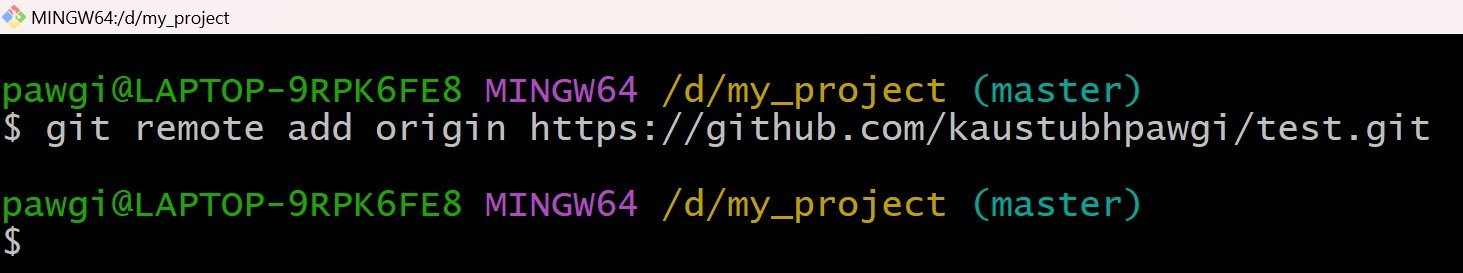 MINGW64:/d/my_project
pawgi@LAPTOP-9RPK6FE8 MINGW64 /d/my_project (master)
$ git remote add origin https://github.com/kaustubhpawgi/test.git
pawgi@LAPTOP-9RPK6FE8 MINGW64 /d/my_project (master)
$